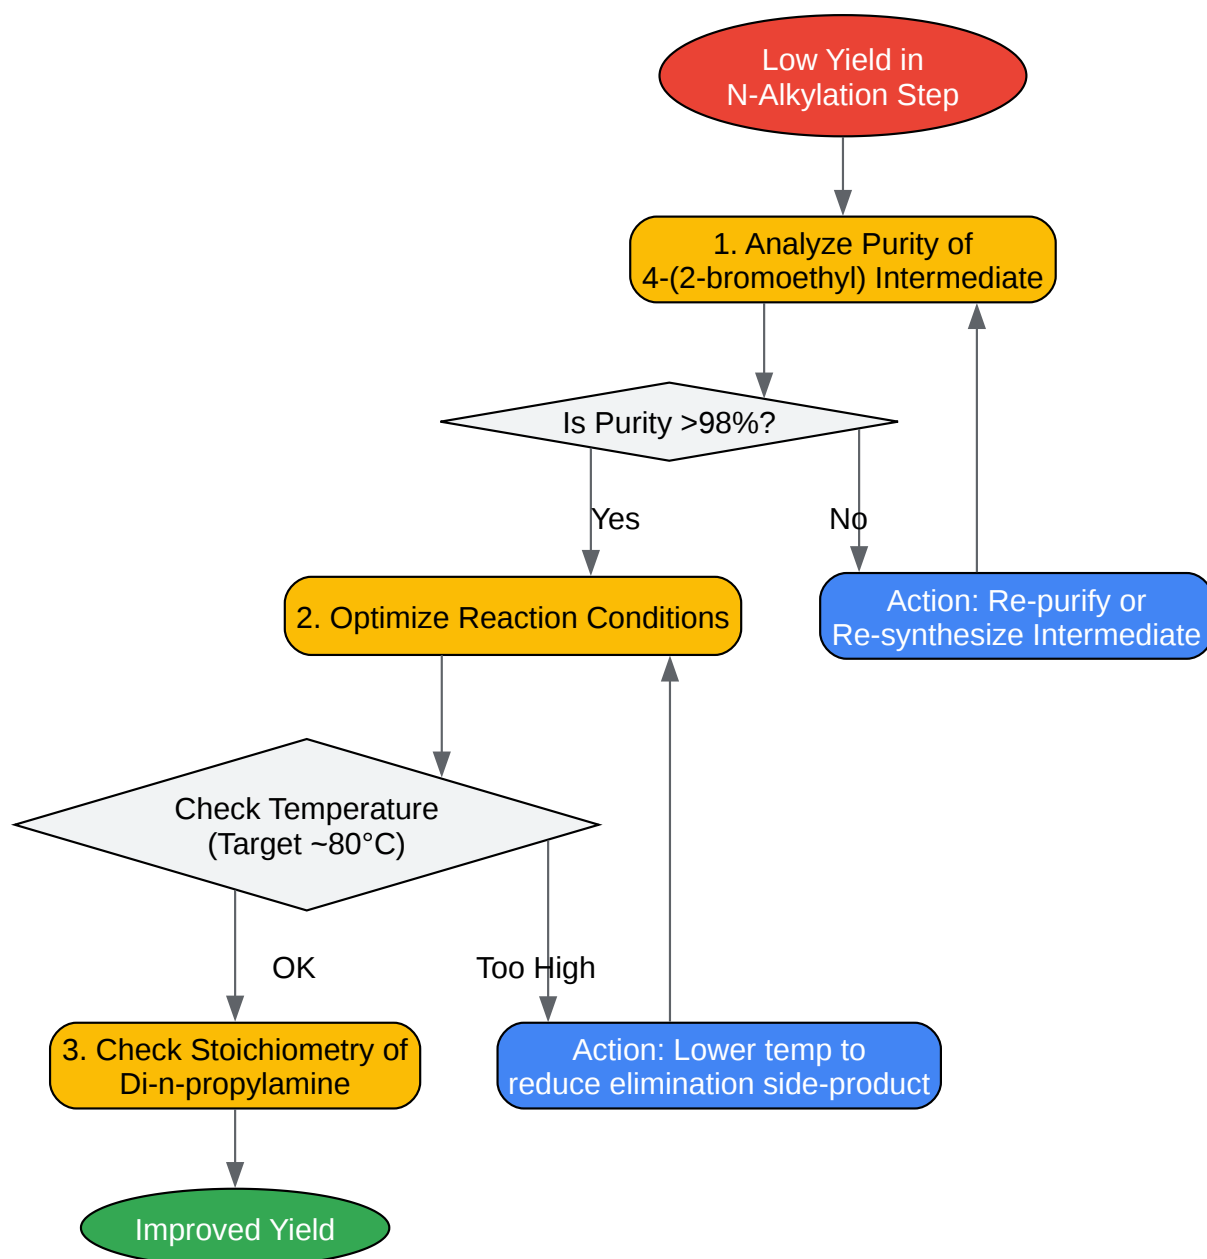 Low Yield in
N-Alkylation Step
1. Analyze Purity of
4-(2-bromoethyl) Intermediate
Is Purity >98%?
Yes
No
2. Optimize Reaction Conditions
Action: Re-purify or
Re-synthesize Intermediate
Check Temperature
(Target ~80°C)
OK
Too High
3. Check Stoichiometry of
Di-n-propylamine
Action: Lower temp to
reduce elimination side-product
Improved Yield